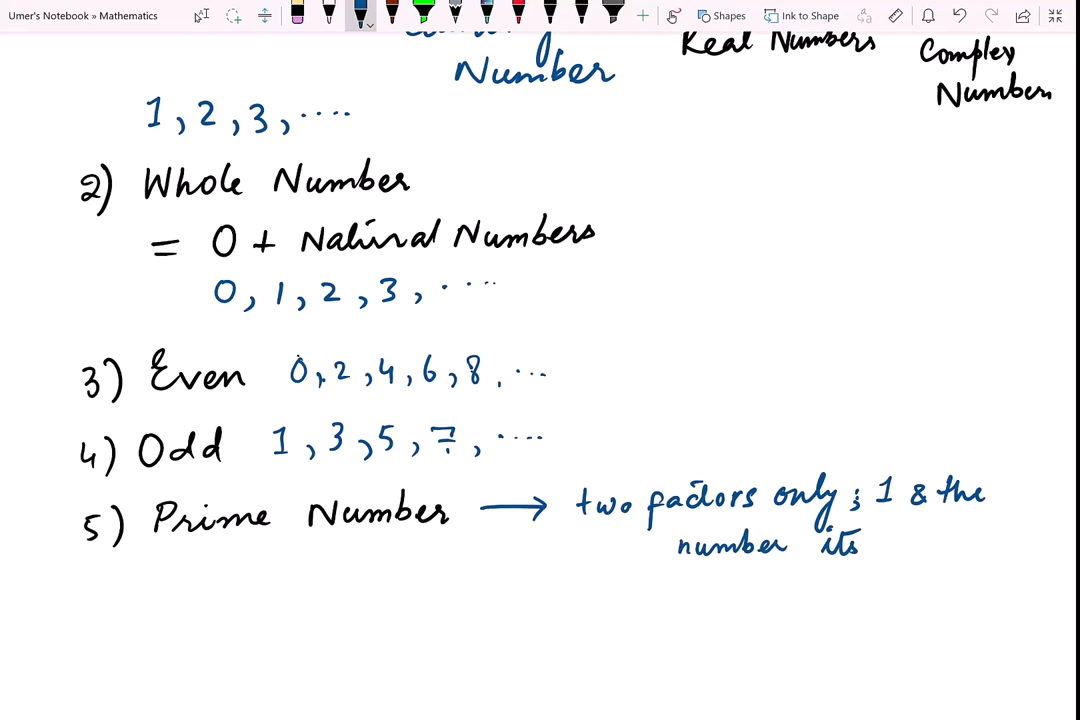 Umer's Notebook » Mathematics
Shapes
Ink to Shape
Real Numbers
Complex
Number
Number
1, 2, 3, ....
2) Whole Number
= 0 + Natural Numbers
0, 1, 2, 3, ....
3) Even 0, 2, 4, 6, 8, ...
4) Odd 1, 3, 5, 7, ....
5) Prime Number → two factors only; 1 & the
number its